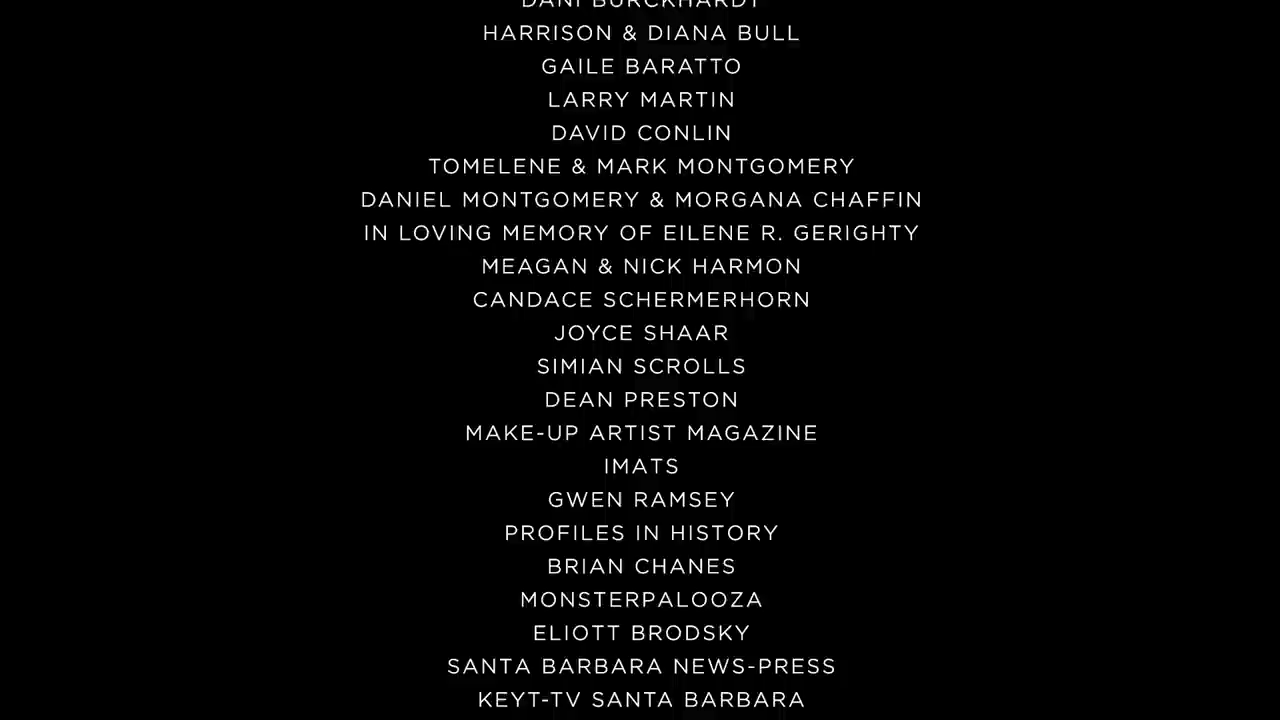 DANI BURCKHARDT
HARRISON & DIANA BULL
GAILE BARATTO
LARRY MARTIN
DAVID CONLIN
TOMELENE & MARK MONTGOMERY
DANIEL MONTGOMERY & MORGANA CHAFFIN
IN LOVING MEMORY OF EILENE R. GERIGHTY
MEAGAN & NICK HARMON
CANDACE SCHERMERHORN
JOYCE SHAAR
SIMIAN SCROLLS
DEAN PRESTON
MAKE-UP ARTIST MAGAZINE
IMATS
GWEN RAMSEY
PROFILES IN HISTORY
BRIAN CHANES
MONSTERPALOOZA
ELIOTT BRODSKY
SANTA BARBARA NEWS-PRESS
KEYT-TV SANTA BARBARA